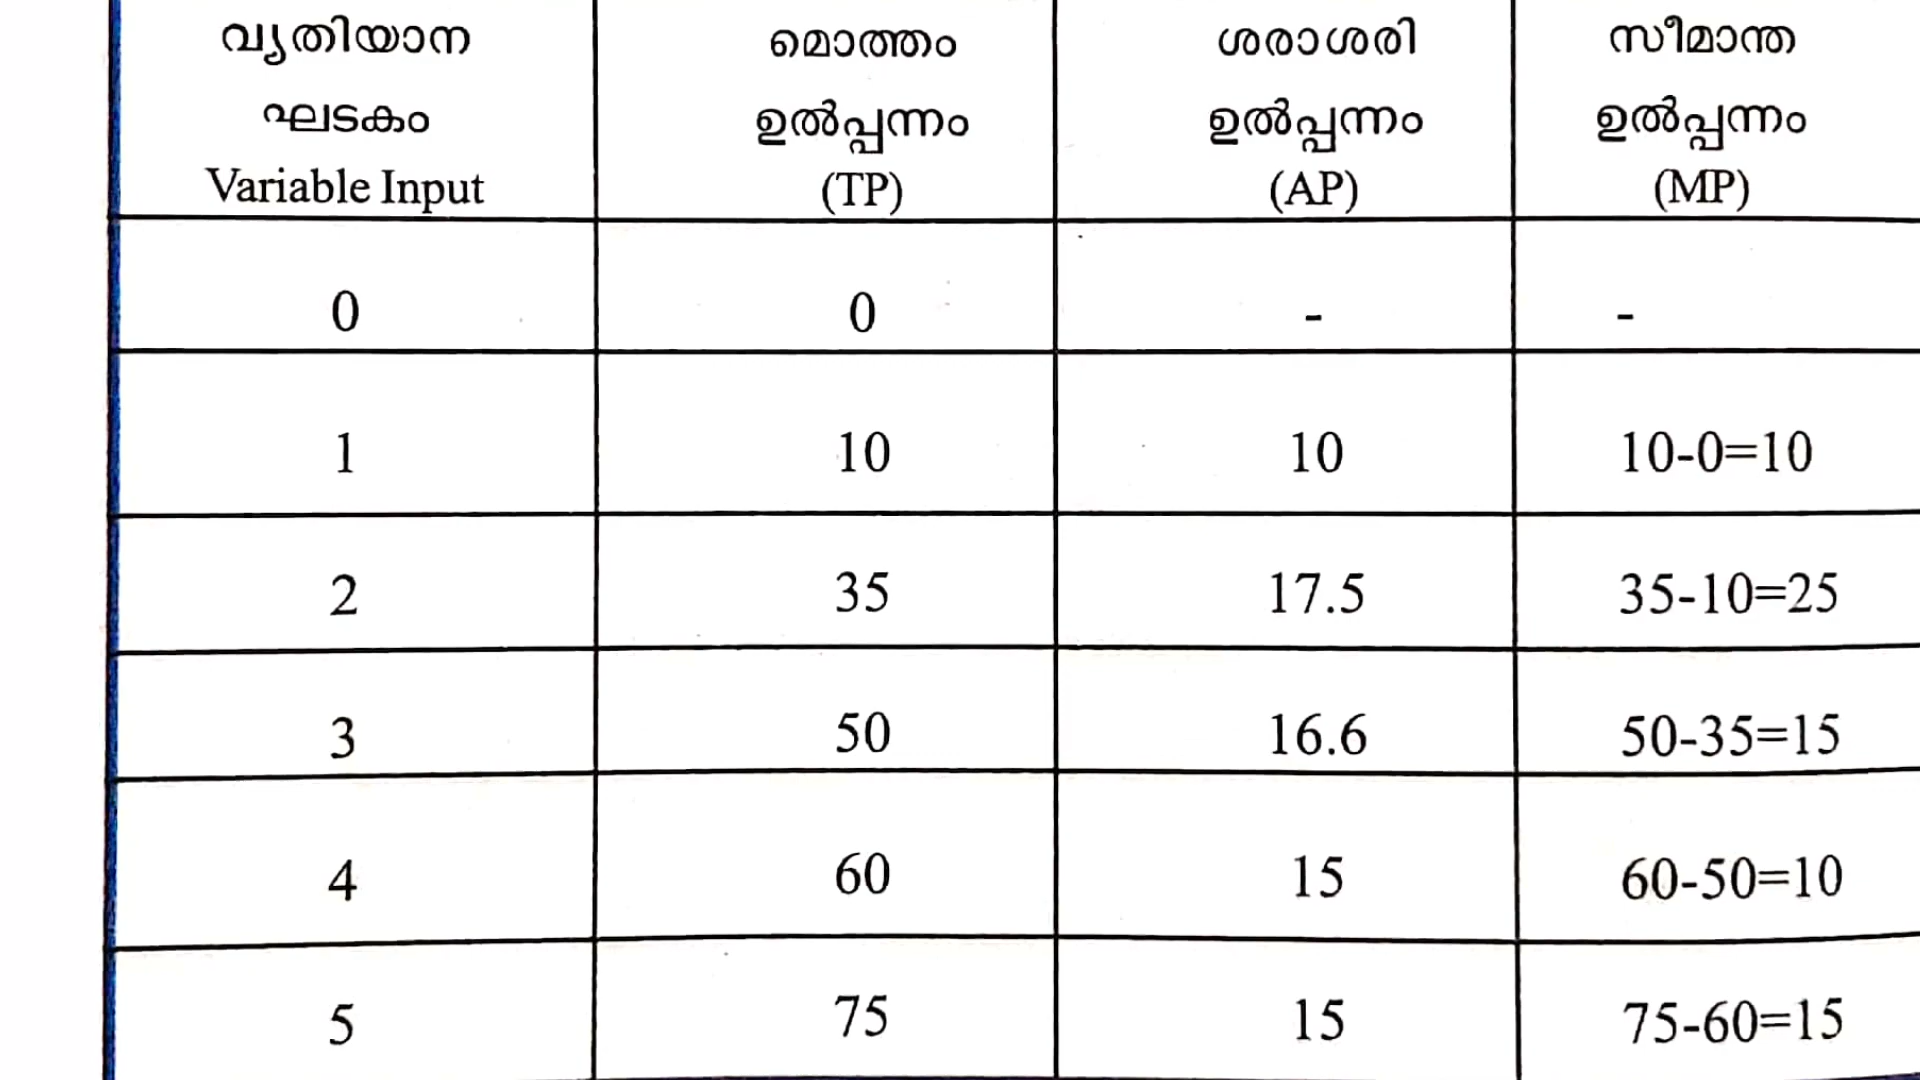 വ്യതിയാന മൊത്തം ശരാശരി സീമാന്ത
ഘടകം ഉൽപ്പന്നം ഉൽപ്പന്നം ഉൽപ്പന്നം
Variable Input (TP) (AP) (MP)
0 0 - -
1 10 10 10-0=10
2 35 17.5 35-10=25
3 50 16.6 50-35=15
4 60 15 60-50=10
5 75 15 75-60=15